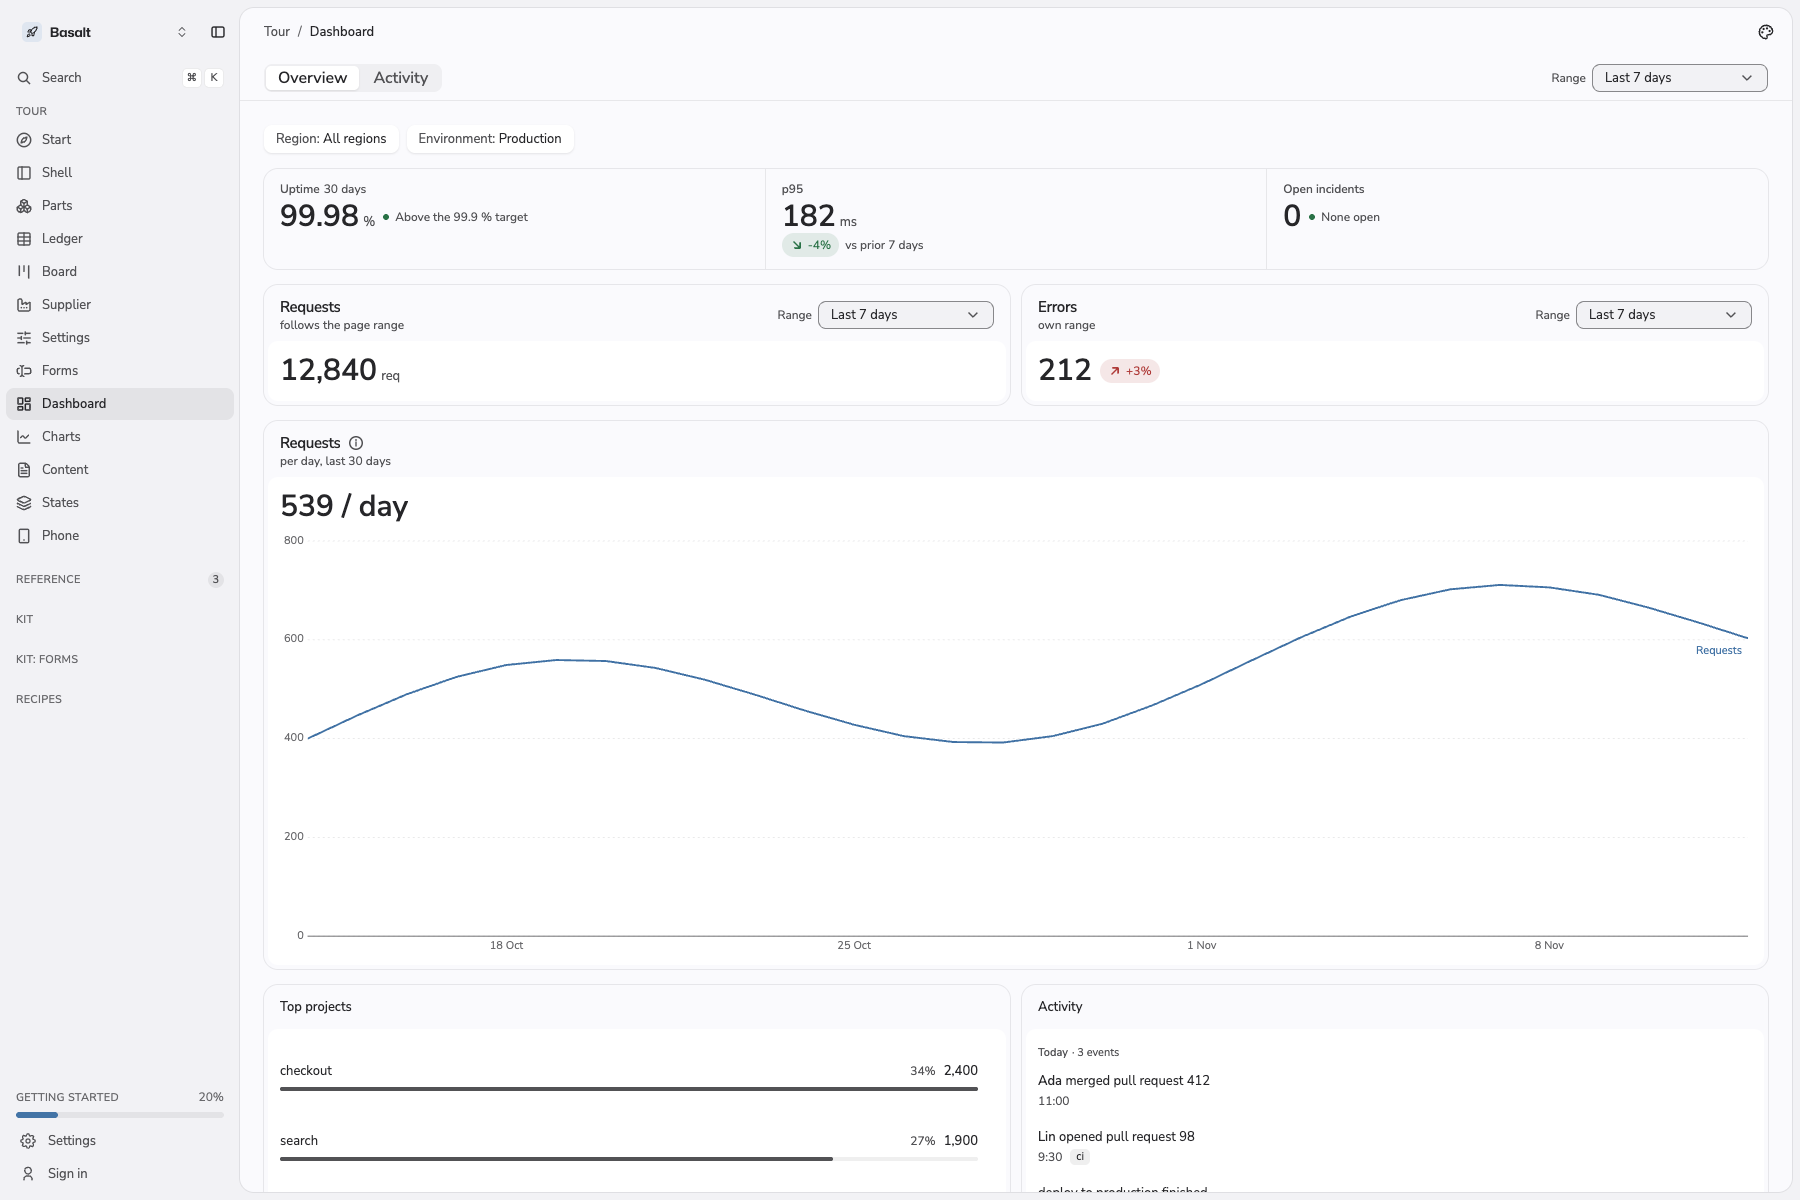 Basalt
Search ⌘ K
TOUR
Start
Shell
Parts
Ledger
Board
Supplier
Settings
Forms
Dashboard
Charts
Content
States
Phone
REFERENCE 3
KIT
KIT: FORMS
RECIPES
GETTING STARTED 20%
Settings
Sign in
Tour / Dashboard
Overview Activity
Range Last 7 days
Region: All regions Environment: Production
Uptime 30 days
99.98 % Above the 99.9 % target
p95
182 ms
-4% vs prior 7 days
Open incidents
0 None open
Requests
follows the page range
Range Last 7 days
12,840 req
Errors
own range
Range Last 7 days
212 +3%
Requests
per day, last 30 days
539 / day
800
600
400
200
0
Requests
18 Oct 25 Oct 1 Nov 8 Nov
Top projects
checkout 34% 2,400
search 27% 1,900
Activity
Today · 3 events
Ada merged pull request 412
11:00
Lin opened pull request 98
9:30 ci
deploy to production finished